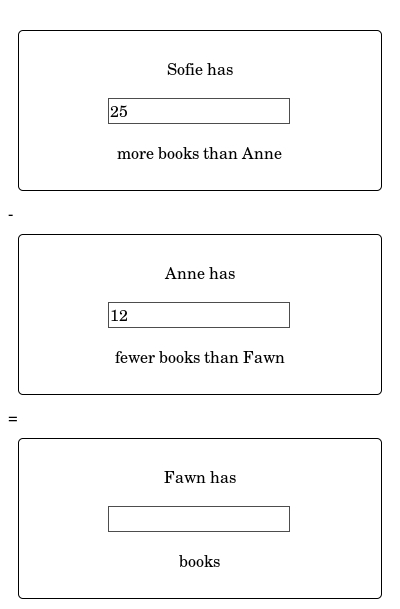 Sofie has
25
more books than Anne
-
Anne has
12
fewer books than Fawn
=
Fawn has
books